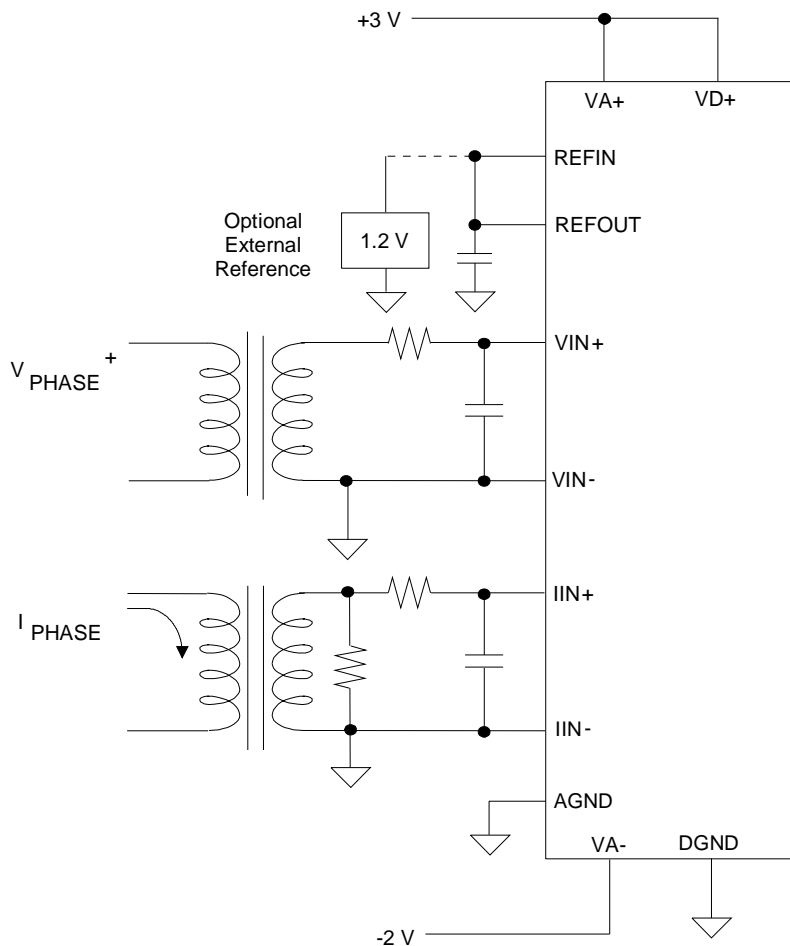 +3 V
VA+ VD+
REFIN
REFOUT
Optional
External
Reference
1.2 V
VIN+
+
V PHASE
VIN-
IIN+
I PHASE
IIN-
AGND
VA- DGND
-2 V